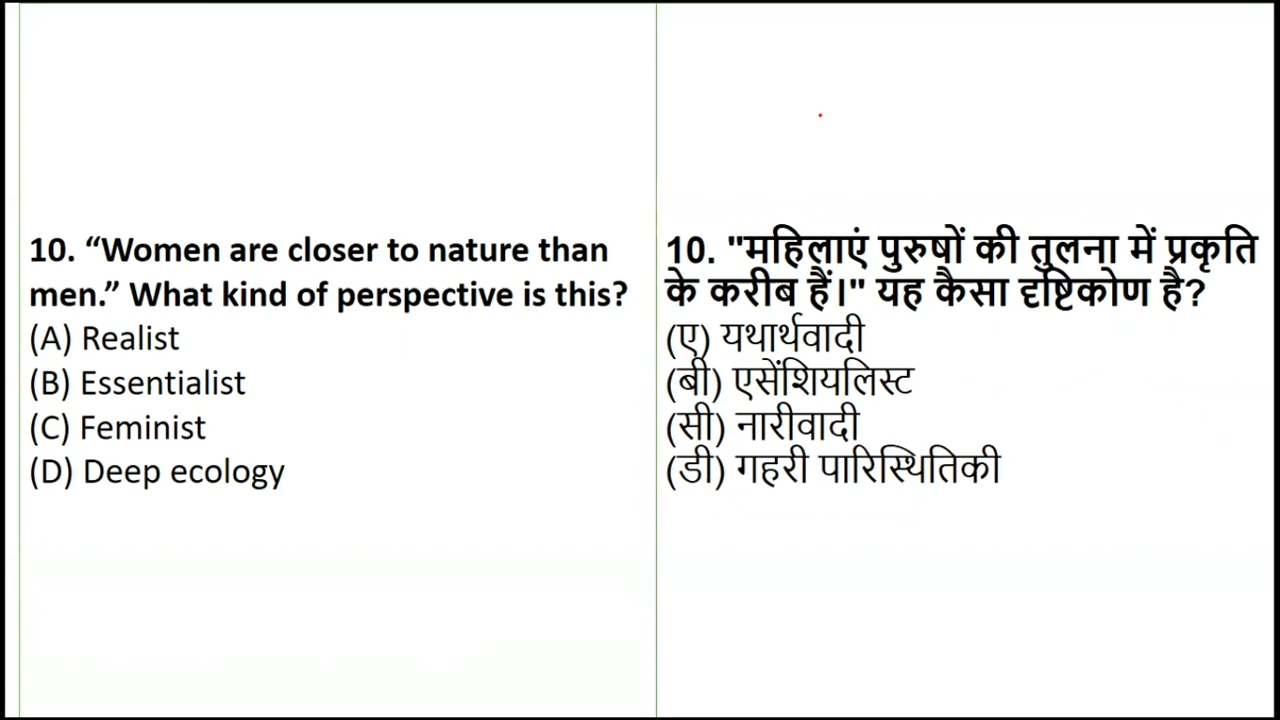 10. “Women are closer to nature than
men.” What kind of perspective is this?
(A) Realist
(B) Essentialist
(C) Feminist
(D) Deep ecology
10. "महिलाएं पुरुषों की तुलना में प्रकृति
के करीब हैं।" यह कैसा दृष्टिकोण है?
(ए) यथार्थवादी
(बी) एसेंशियलिस्ट
(सी) नारीवादी
(डी) गहरी पारिस्थितिकी